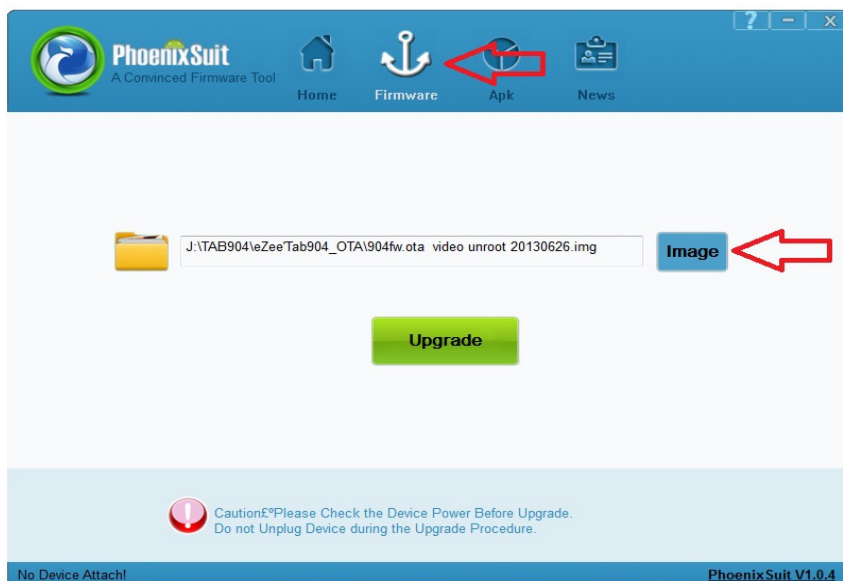 PhoenixSuit
A Convinced Firmware Tool
Home
Firmware
Apk
News
?
J:\TAB904\eZee'Tab904_OTA\904fw.ota  video unroot 20130626.img
Image
Upgrade
Caution£ºPlease Check the Device Power Before Upgrade.
Do not Unplug Device during the Upgrade Procedure.
No Device Attach!
PhoenixSuit V1.0.4